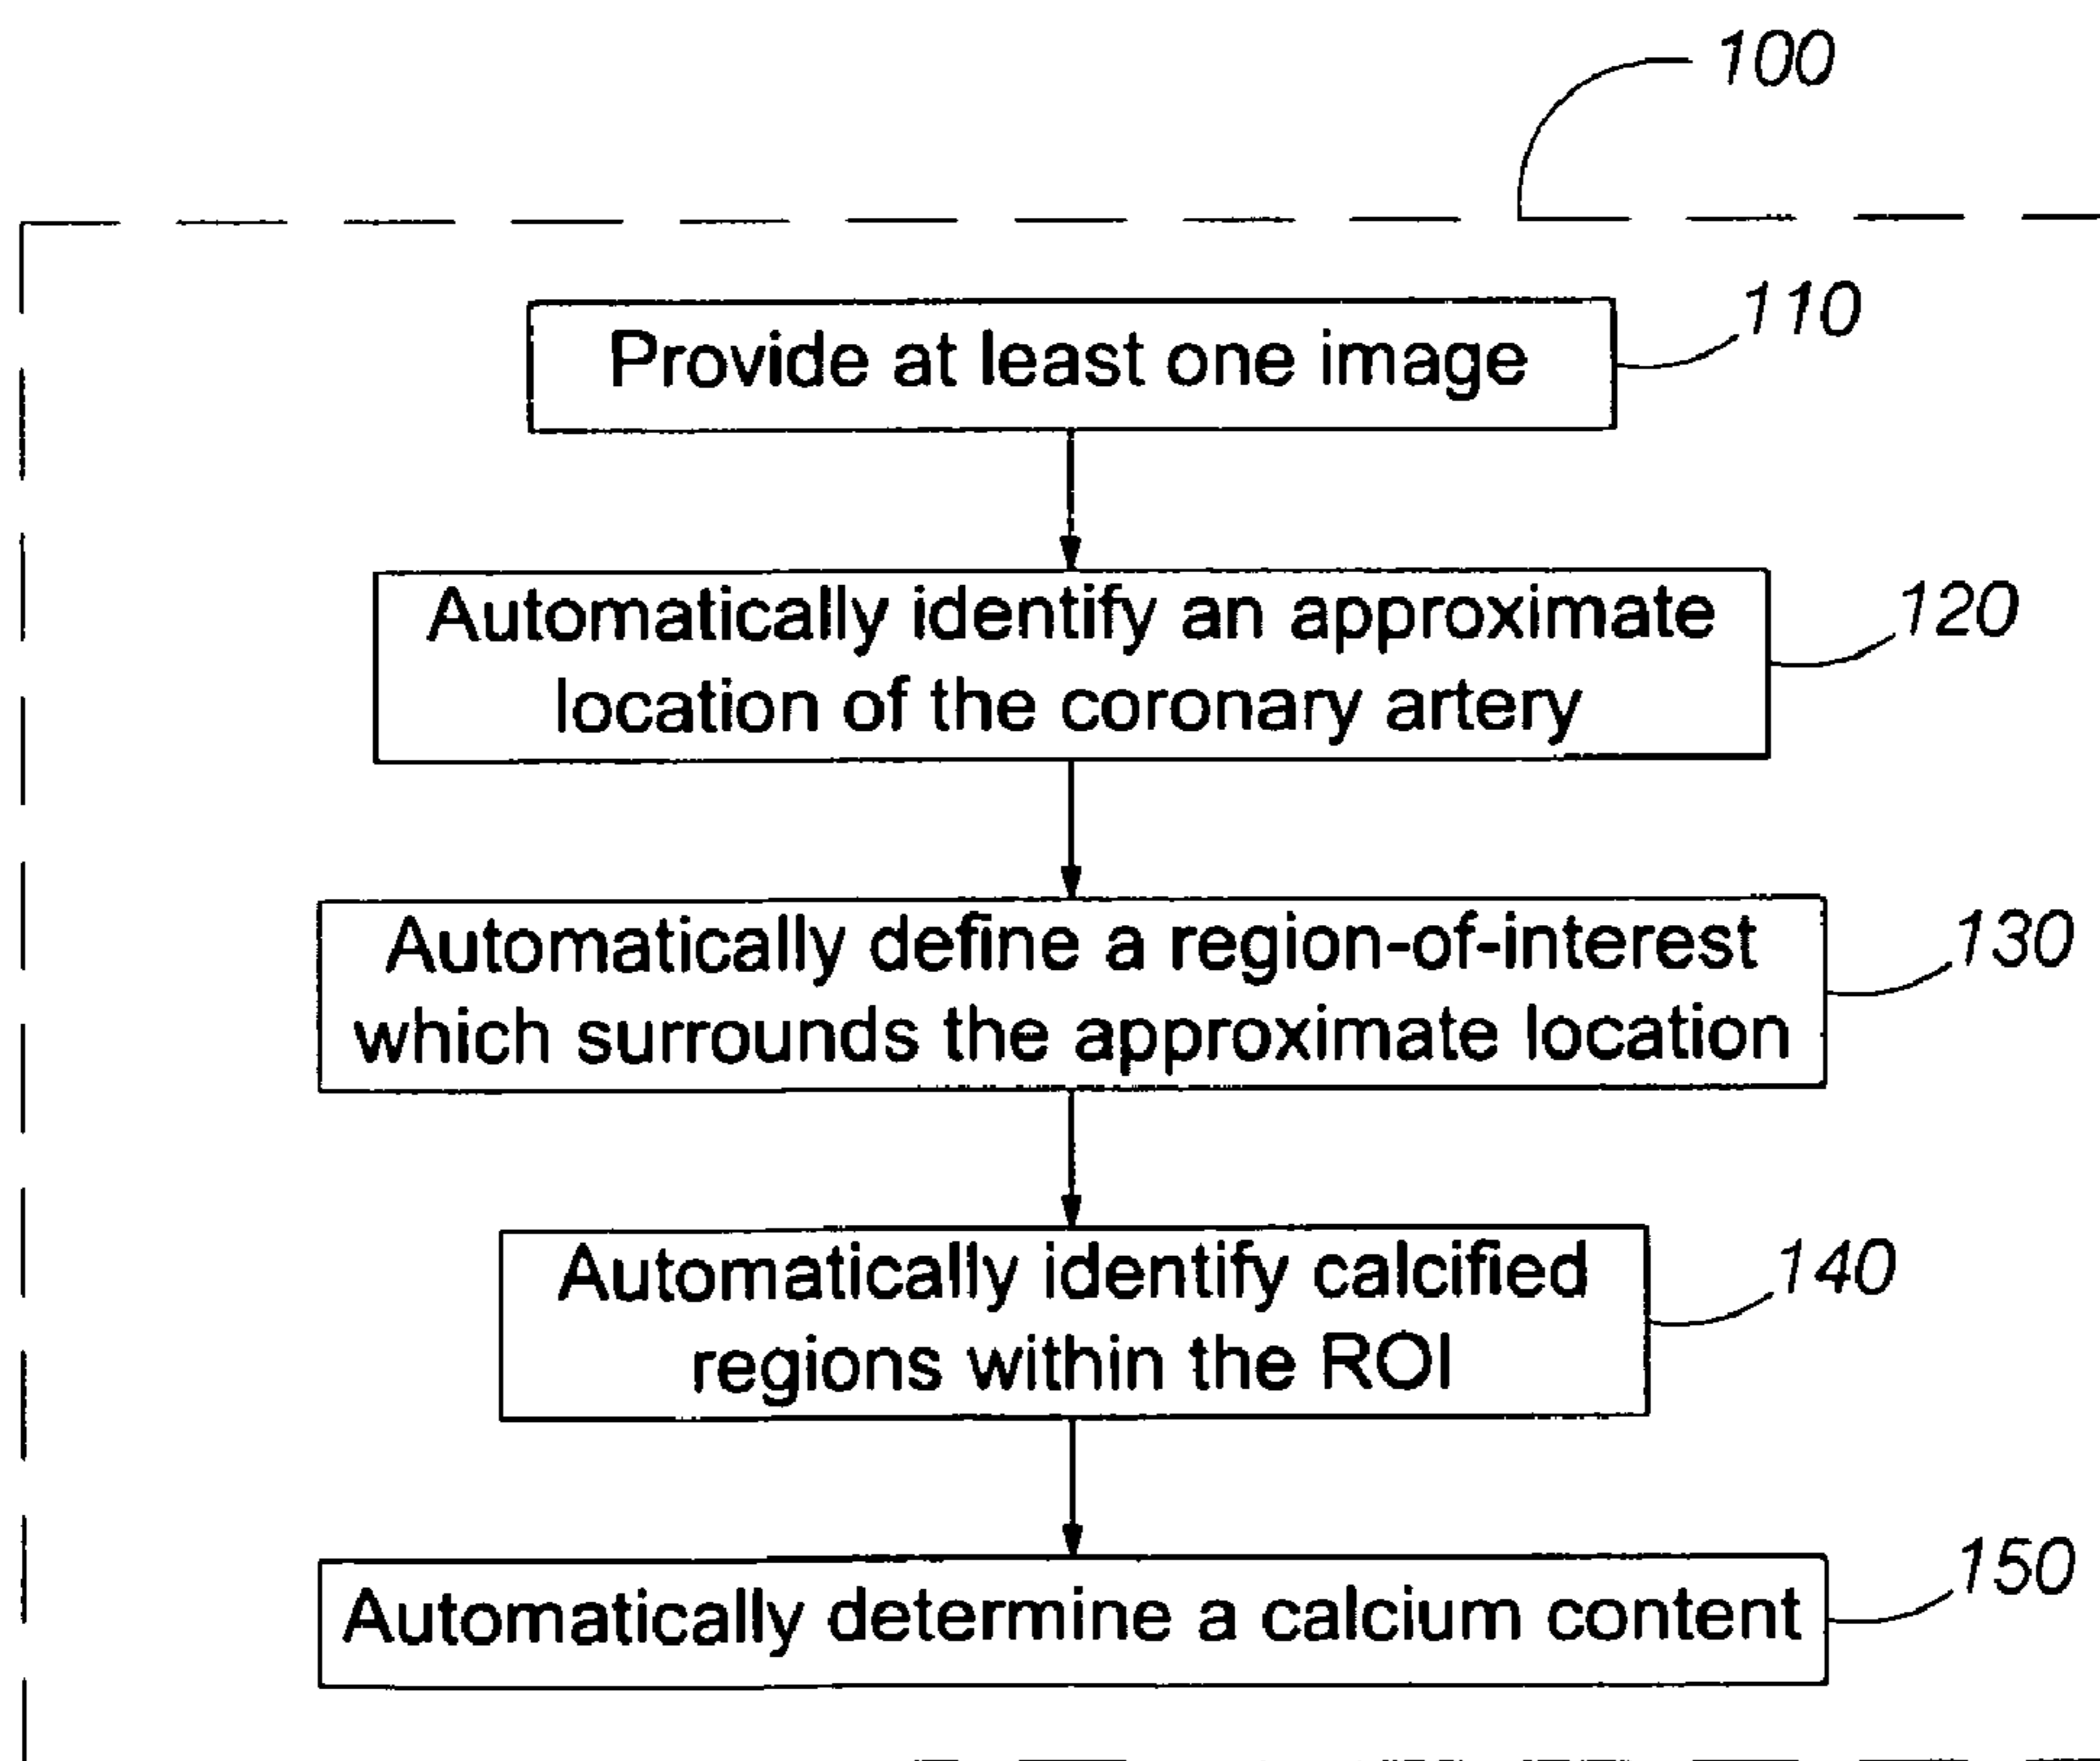 100
Provide at least one image
110
Automatically identify an approximate
location of the coronary artery
120
Automatically define a region-of-interest
which surrounds the approximate location
130
Automatically identify calcified
regions within the ROI
140
Automatically determine a calcium content
150